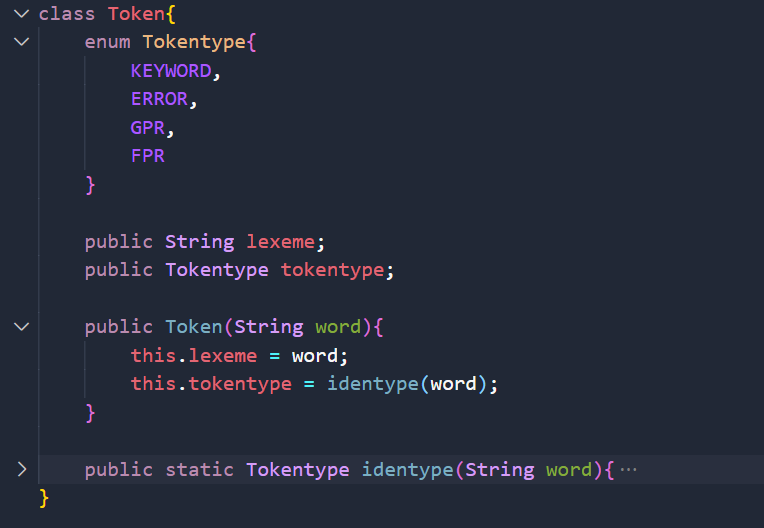 class Token{
enum Tokentype{
KEYWORD,
ERROR,
GPR,
FPR
}
public String lexeme;
public Tokentype tokentype;
public Token(String word){
this.lexeme = word;
this.tokentype = identype(word);
}
public static Tokentype identype(String word){ ···
}